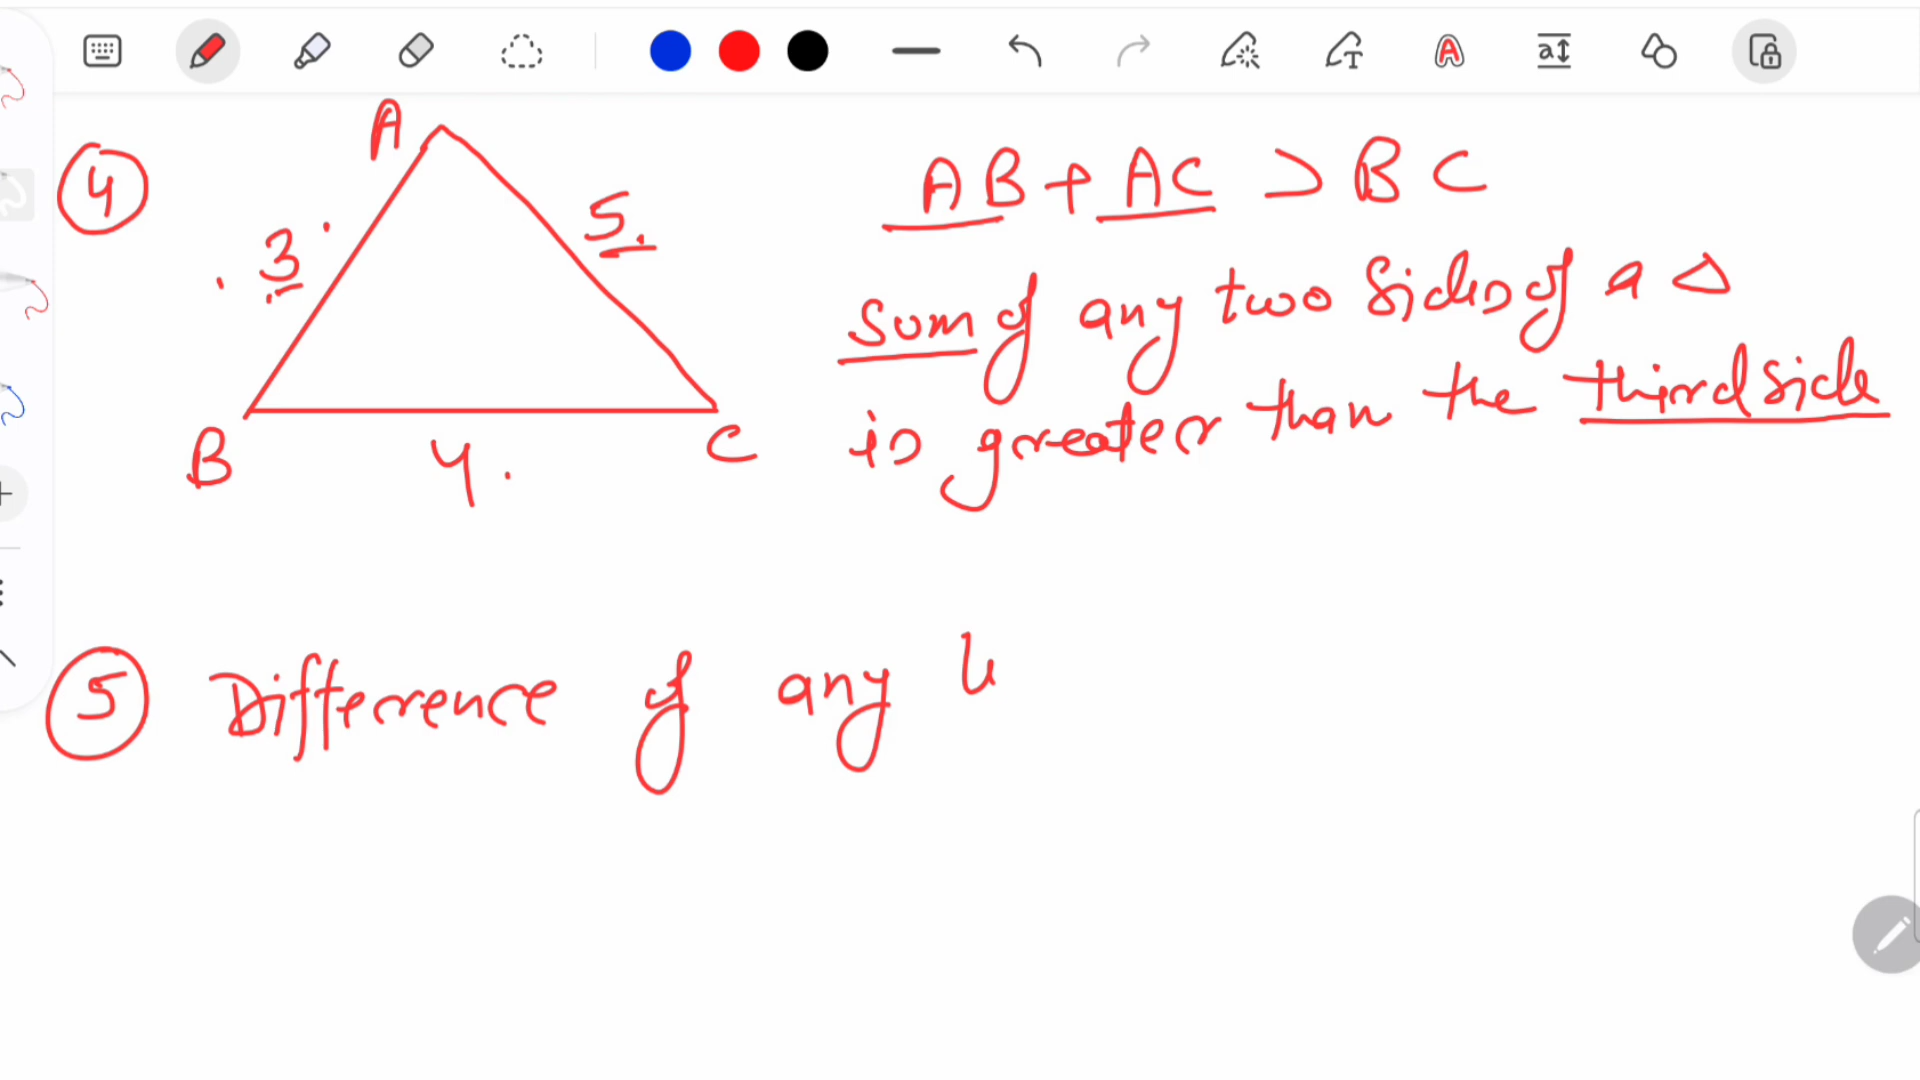 4
A
3
5.
B
4.
C
AB + AC > BC
Sum of any two sides of a Δ
is greater than the third side
5 Difference of any